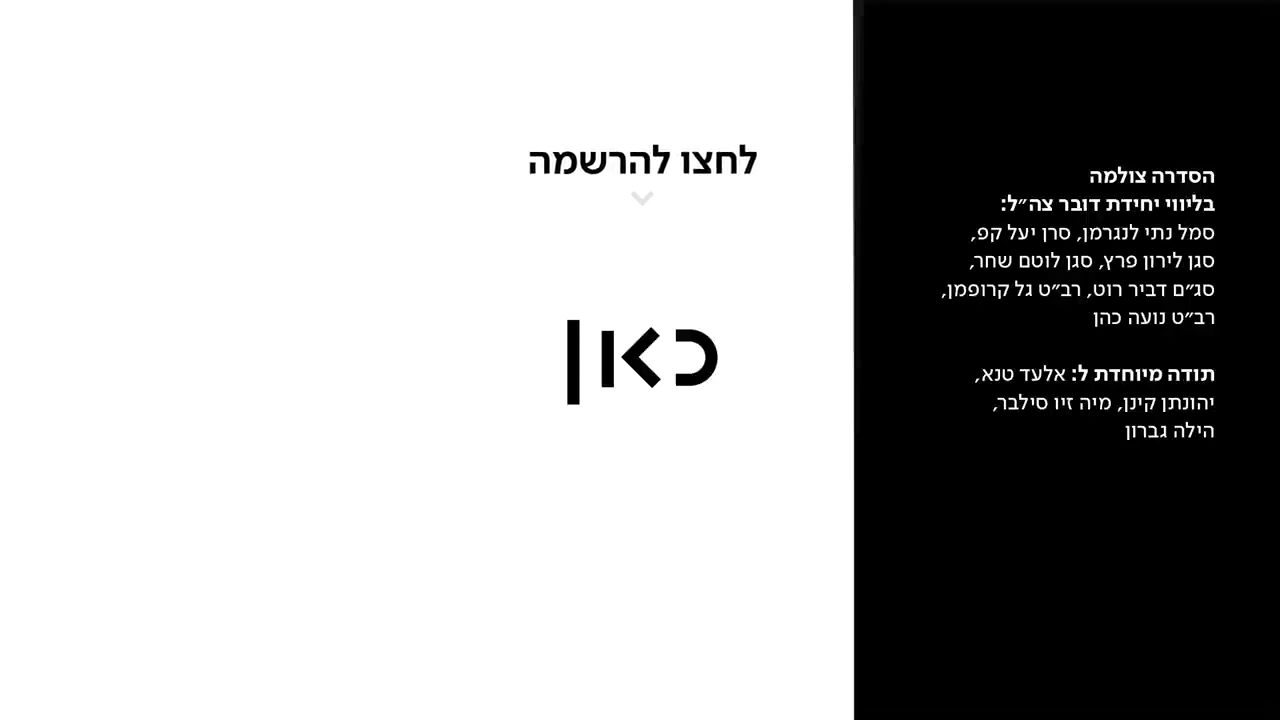 לחצו להרשמה
כאן
הסדרה צולמה
בליווי יחידת דובר צה״ל:
סמל נתי לנגרמן, סרן יעל קפ,
סגן לירון פרץ, סגן לוטם שחר,
סג״ם דביר רוט, רב״ט גל קרופמן,
רב״ט נועה כהן
תודה מיוחדת ל: אלעד טנא,
יהונתן קינן, מיה זיו סילבר,
הילה גברון